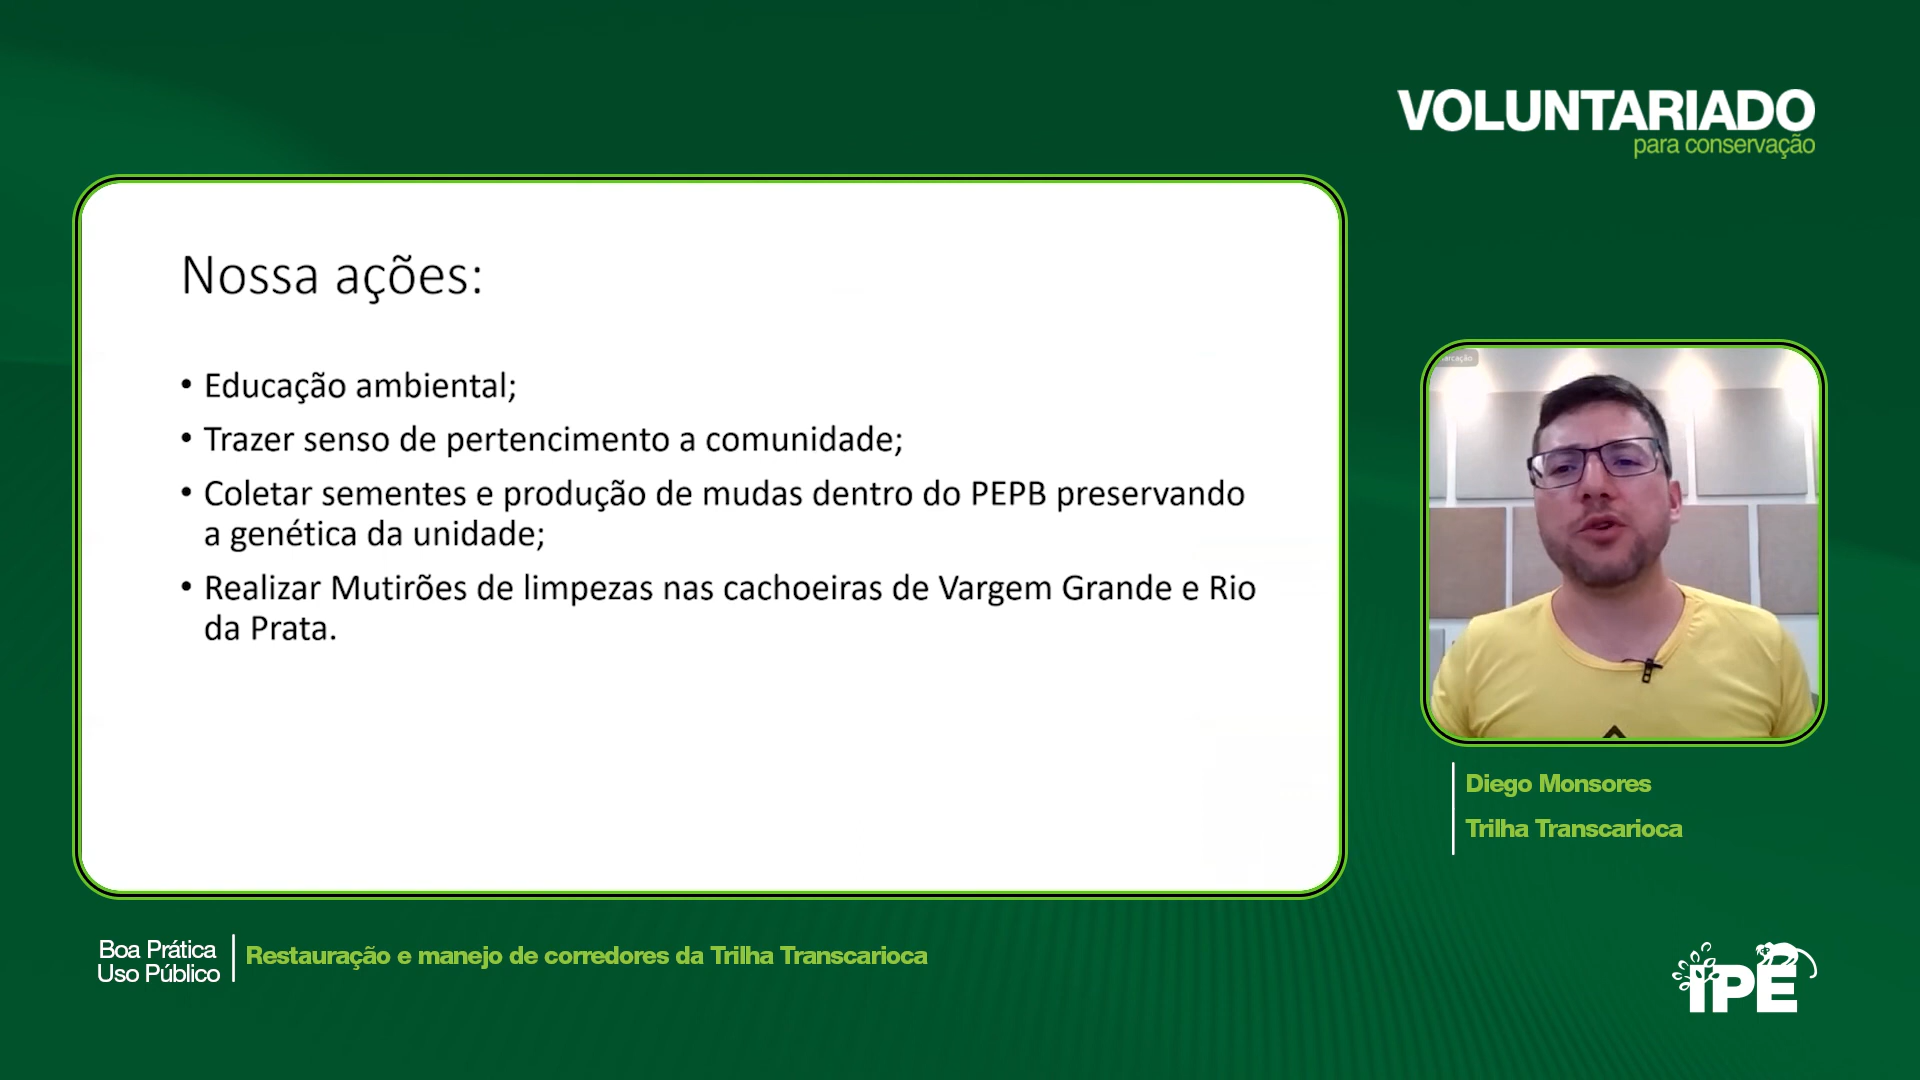 VOLUNTARIADO
para conservação
Nossa ações:
• Educação ambiental;
• Trazer senso de pertencimento a comunidade;
• Coletar sementes e produção de mudas dentro do PEPB preservando
a genética da unidade;
• Realizar Mutirões de limpezas nas cachoeiras de Vargem Grande e Rio
da Prata.
Diego Monsores
Trilha Transcarioca
Boa Prática
Uso Público
Restauração e manejo de corredores da Trilha Transcarioca
IPÊ